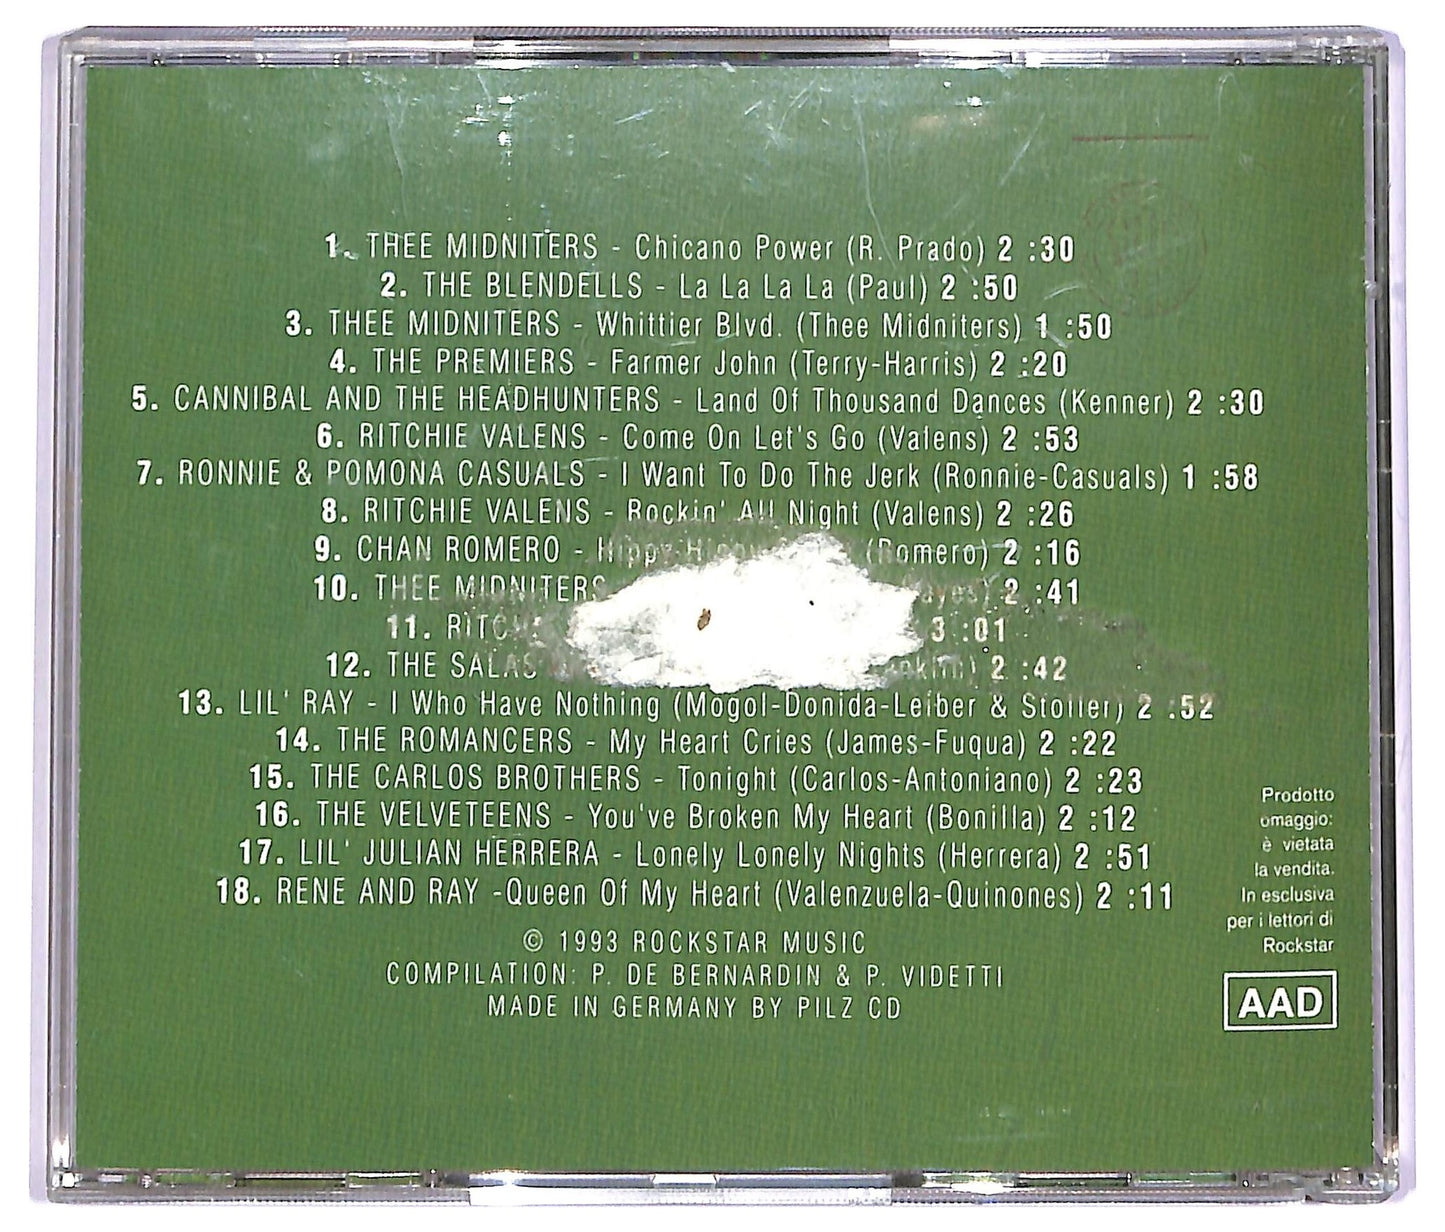 1. THEE MIDNITERS - Chicano Power (R. Prado) 2 :30
2. THE BLENDELLS - La La La La (Paul) 2 :50
3. THEE MIDNITERS - Whittier Blvd. (Thee Midniters) 1 :50
4. THE PREMIERS - Farmer John (Terry-Harris) 2 :20
5. CANNIBAL AND THE HEADHUNTERS - Land Of Thousand Dances (Kenner) 2 :30
6. RITCHIE VALENS - Come On Let's Go (Valens) 2 :53
7. RONNIE & POMONA CASUALS - I Want To Do The Jerk (Ronnie-Casuals) 1 :58
8. RITCHIE VALENS - Rockin' All Night (Valens) 2 :26
9. CHAN ROMERO - Hippy (Romero) 2 :16
10. THEE MIDNITERS 2 :41
11. 3 :01
12. THE SALAS 2 :42
13. LIL' RAY - I Who Have Nothing (Mogol-Donida-Leiber & Stoller) 2 :52
14. THE ROMANCERS - My Heart Cries (James-Fuqua) 2 :22
15. THE CARLOS BROTHERS - Tonight (Carlos-Antoniano) 2 :23
16. THE VELVETEENS - You've Broken My Heart (Bonilla) 2 :12
17. LIL' JULIAN HERRERA - Lonely Lonely Nights (Herrera) 2 :51
18. RENE AND RAY -Queen Of My Heart (Valenzuela-Quinones) 2 :11
© 1993 ROCKSTAR MUSIC
COMPILATION: P. DE BERNARDIN & P. VIDETTI
MADE IN GERMANY BY PILZ CD
Prodotto
omaggio:
è vietata
la vendita.
In esclusiva
per i lettori di
Rockstar
AAD